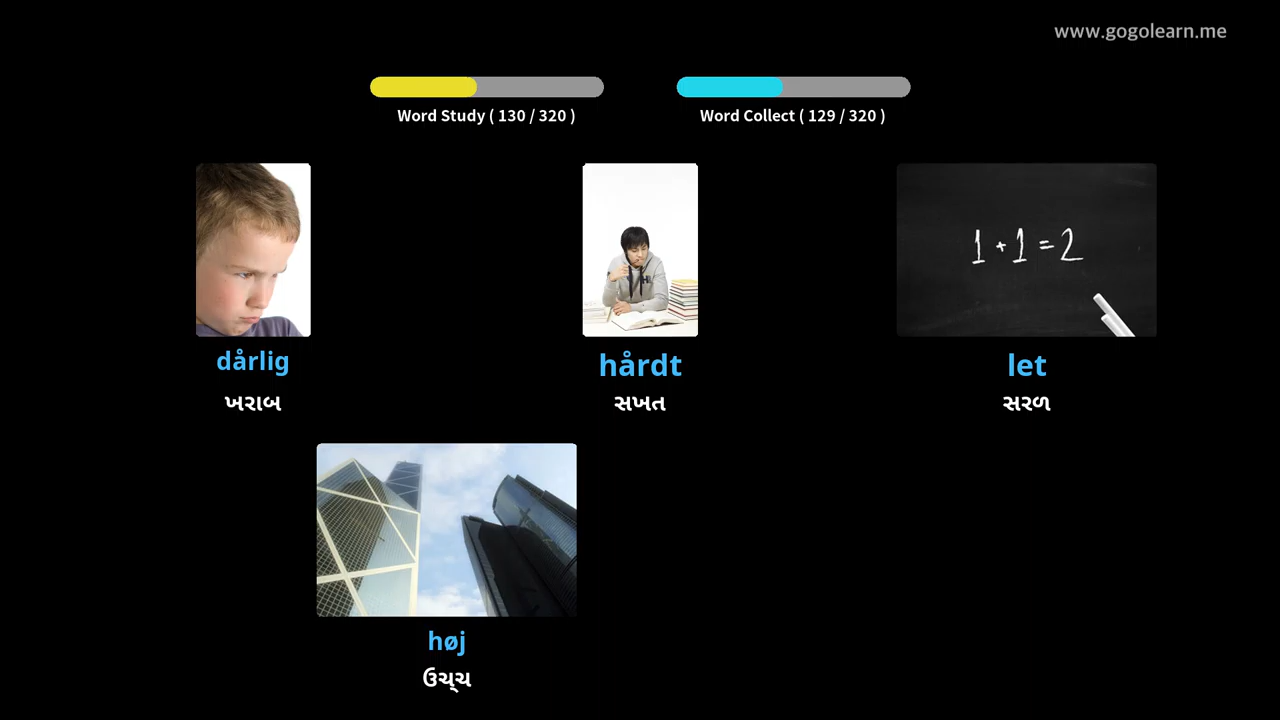 www.gogolearn.me
Word Study ( 130 / 320 )
Word Collect ( 129 / 320 )
1 + 1 = 2
dårlig
hårdt
let
ખરાબ
સખત
સરળ
høj
ઉચ્ચ